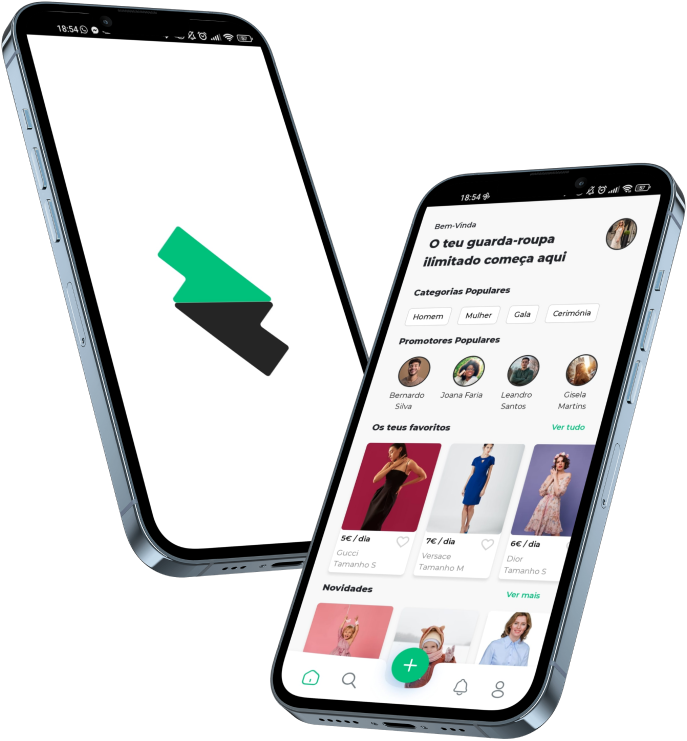 18:54
18:54
Bem-Vinda
O teu guarda-roupa
ilimitado começa aqui
Categorias Populares
Homem
Mulher
Gala
Cerimónia
Promotores Populares
Bernardo
Silva
Joana Faria
Leandro
Santos
Gisela
Martins
Os teus favoritos
Ver tudo
5€ / dia
Gucci
Tamanho S
7€ / dia
Versace
Tamanho M
6€ / dia
Dior
Tamanho S
Novidades
Ver mais